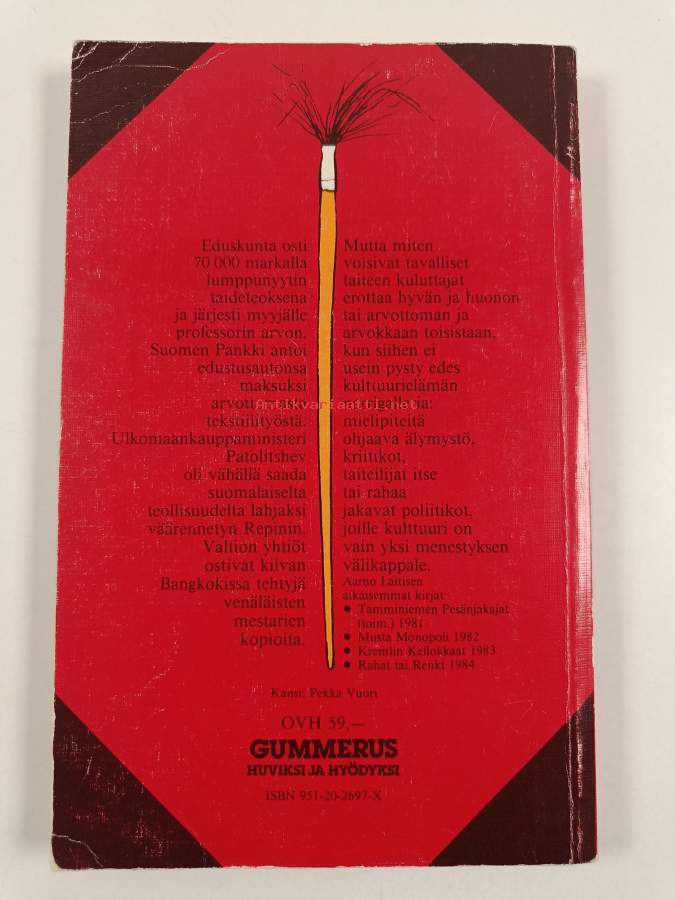 Eduskunta osti
70 000 markalla
lumppunyytin
taideteoksena
ja järjesti myyjälle
professorin arvon.
Suomen Pankki antoi
edustusautonsa
maksuksi
arvottomasta
tekstiilityöstä.
Ulkomaankauppaministeri
Patolitshev
oli vähällä saada
suomalaiselta
teollisuudelta lahjaksi
väärennetyn Repinin.
Valtion yhtiöt
ostivat kilvan
Bangkokissa tehtyjä
venäläisten
mestarien
kopioita.
Mutta miten
voisivat tavalliset
taiteen kuluttajat
erottaa hyvän ja huonon
tai arvottoman ja
arvokkaan toisistaan,
kun siihen ei
usein pysty edes
kulttuurielämän
mielipiteitä
ohjaava älymystö,
kriitikot,
taiteilijat itse
tai rahaa
jakavat poliitikot,
joille kulttuuri on
vain yksi menestyksen
välikappale.
Aarno Laitisen
aikaisemmat kirjat:
● Tamminiemen Pesänjakajat
(toim.) 1981
● Musta Monopoli 1982
● Kremlin Kellokkaat 1983
● Rahat tai Renki 1984
Antikvariaatti.net
Kansi: Pekka Vuori
OVH 59,—
GUMMERUS
HUVIKSI JA HYÖDYKSI
ISBN 951-20-2697-X